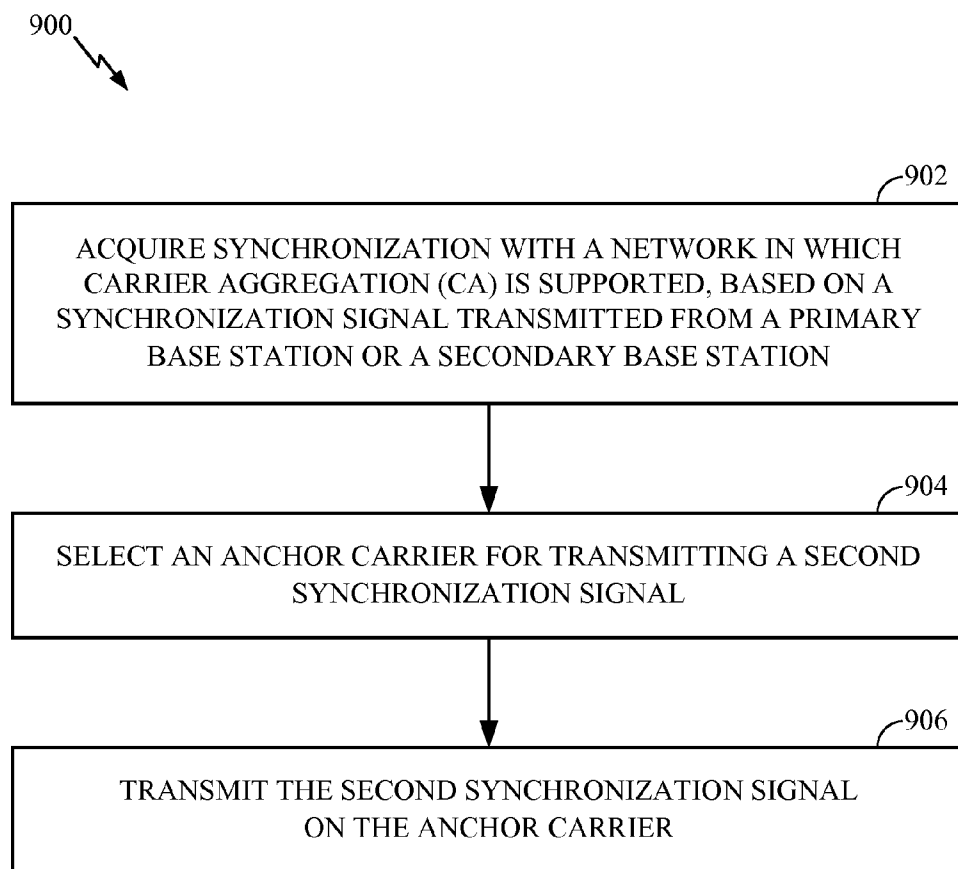 900
902
ACQUIRE SYNCHRONIZATION WITH A NETWORK IN WHICH
CARRIER AGGREGATION (CA) IS SUPPORTED, BASED ON A
SYNCHRONIZATION SIGNAL TRANSMITTED FROM A PRIMARY
BASE STATION OR A SECONDARY BASE STATION
904
SELECT AN ANCHOR CARRIER FOR TRANSMITTING A SECOND
SYNCHRONIZATION SIGNAL
906
TRANSMIT THE SECOND SYNCHRONIZATION SIGNAL
ON THE ANCHOR CARRIER